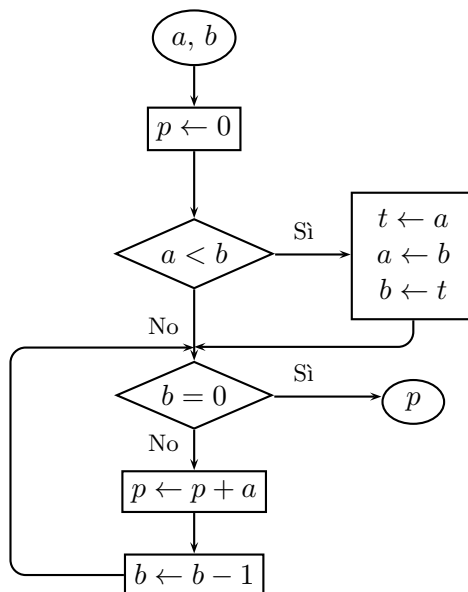 a, b
p ← 0
a < b
Sì
t ← a
a ← b
b ← t
No
b = 0
Sì
p
No
p ← p + a
b ← b − 1